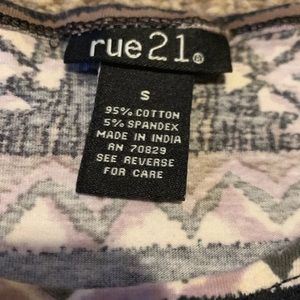 rue21®
S
95% COTTON
5% SPANDEX
MADE IN INDIA
RN 70829
SEE REVERSE
FOR CARE